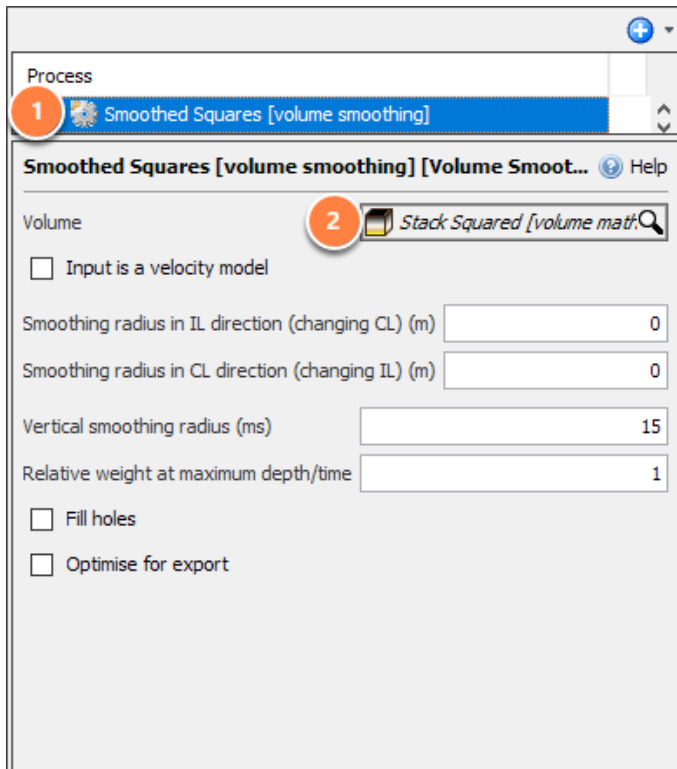 Process
1
Smoothed Squares [volume smoothing]
Smoothed Squares [volume smoothing] [Volume Smoot... Help
Volume
2
Stack Squared [volume math
Input is a velocity model
Smoothing radius in IL direction (changing CL) (m) 0
Smoothing radius in CL direction (changing IL) (m) 0
Vertical smoothing radius (ms) 15
Relative weight at maximum depth/time 1
Fill holes
Optimise for export